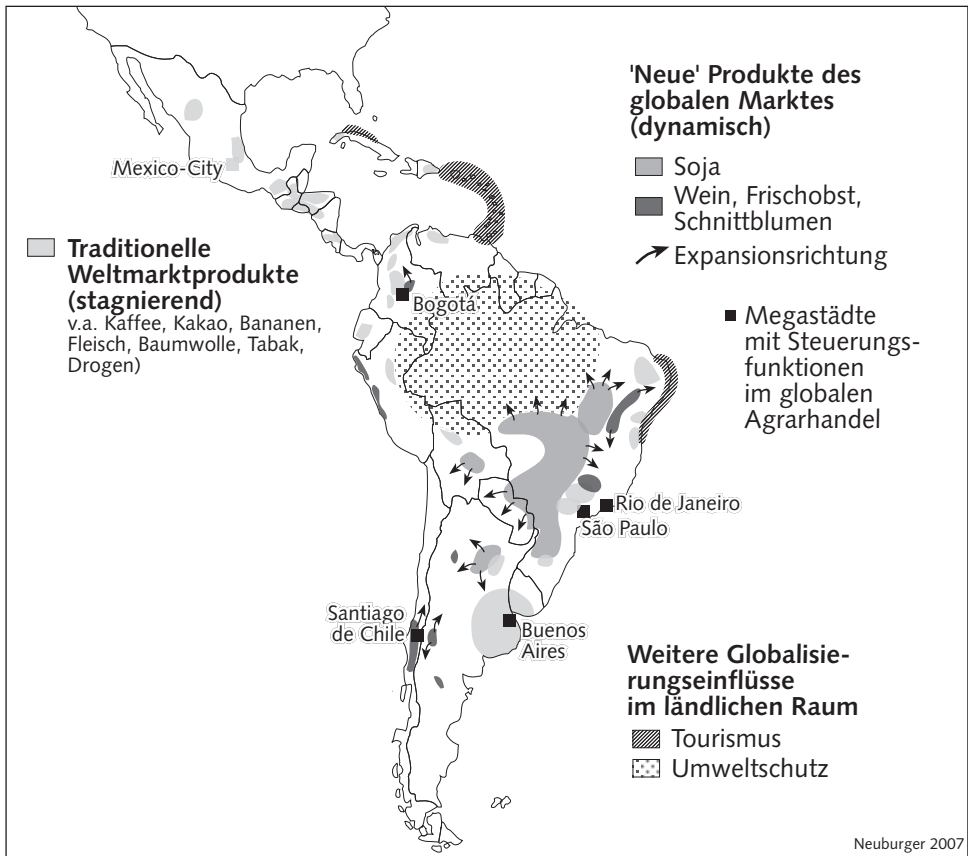 'Neue' Produkte des
globalen Marktes
(dynamisch)
Soja
Wein, Frischobst,
Schnittblumen
Expansionsrichtung
Mexico-City
Traditionelle
Weltmarktprodukte
(stagnierend)
v.a. Kaffee, Kakao, Bananen,
Fleisch, Baumwolle, Tabak,
Drogen)
Bogotá
Megastädte
mit Steuerungs-
funktionen
im globalen
Agrarhandel
Rio de Janeiro
São Paulo
Santiago
de Chile
Buenos
Aires
Weitere Globalisie-
rungseinflüsse
im ländlichen Raum
Tourismus
Umweltschutz
Neuburger 2007